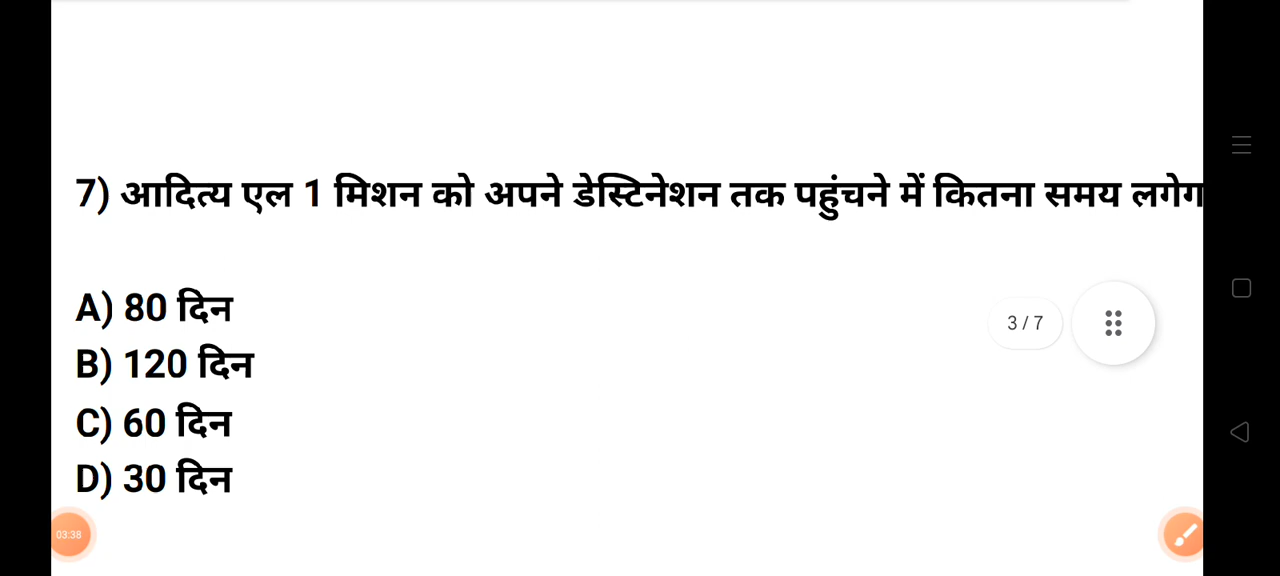 7) आदित्य एल 1 मिशन को अपने डेस्टिनेशन तक पहुंचने में कितना समय लगेग
A) 80 दिन
3 / 7
B) 120 दिन
C) 60 दिन
D) 30 दिन
03:38